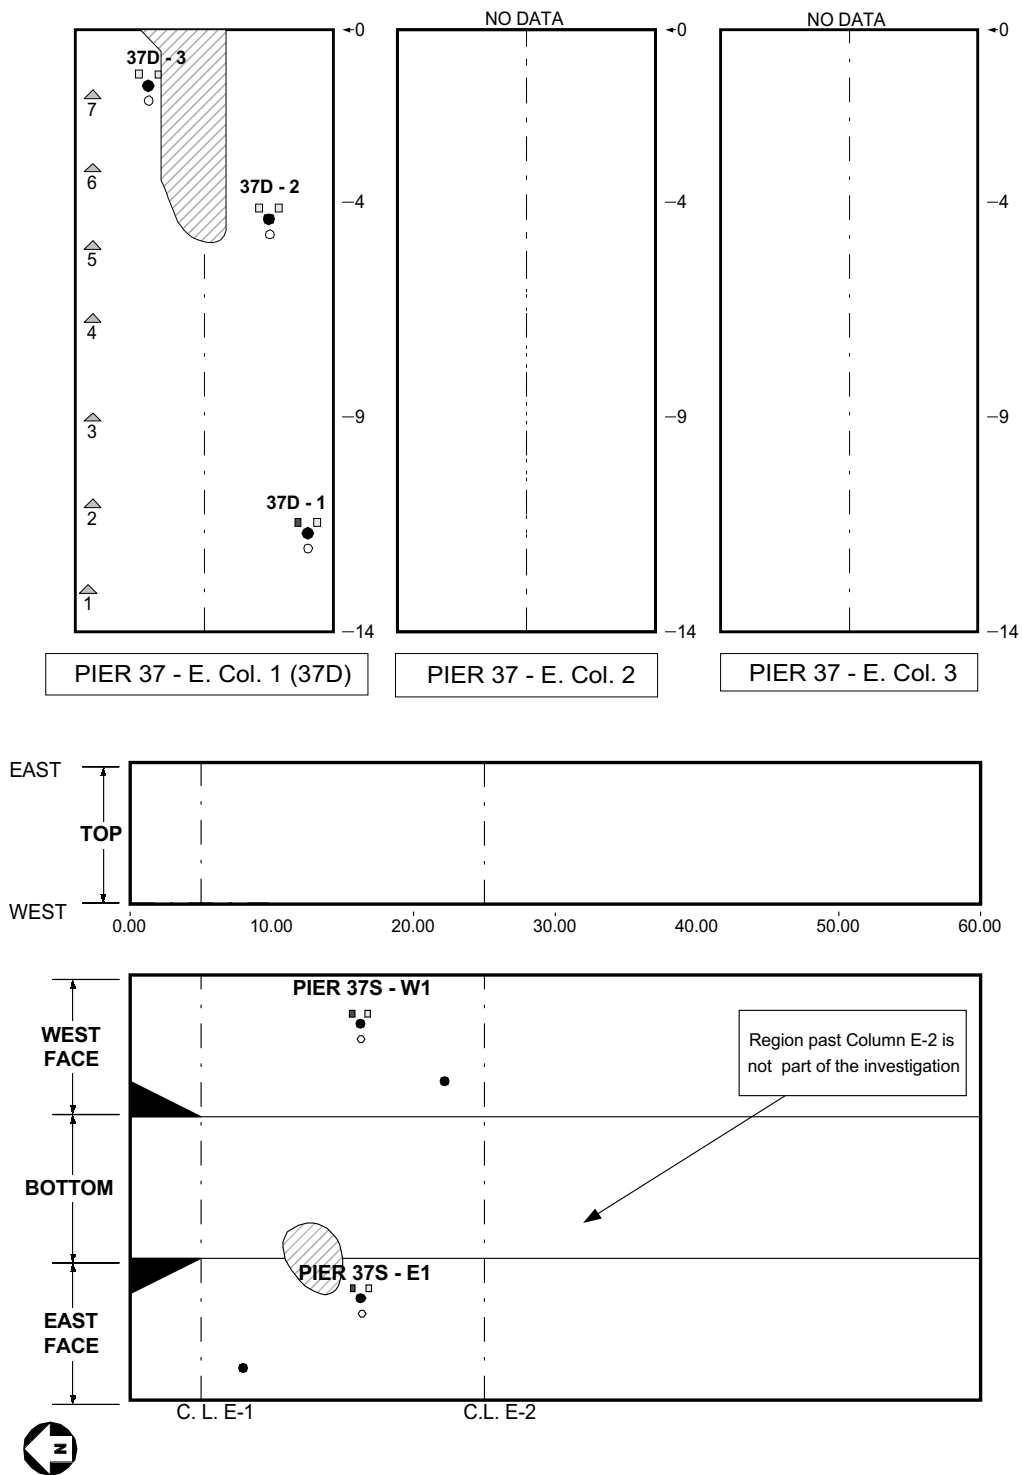 NO DATA
NO DATA
0
0
0
37D - 3
7
6
37D - 2
4
4
4
5
4
9
9
9
3
37D - 1
2
1
14
14
14
PIER 37 - E. Col. 1 (37D)
PIER 37 - E. Col. 2
PIER 37 - E. Col. 3
EAST
TOP
WEST
0.00
10.00
20.00
30.00
40.00
50.00
60.00
PIER 37S - W1
WEST
FACE
Region past Column E-2 is
not part of the investigation
BOTTOM
PIER 37S - E1
EAST
FACE
C. L. E-1
C.L. E-2
N